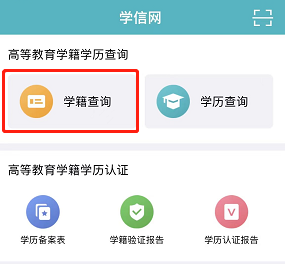 学信网
高等教育学籍学历查询
学籍查询 学历查询
高等教育学籍学历认证
学历备案表 学籍验证报告 学历认证报告